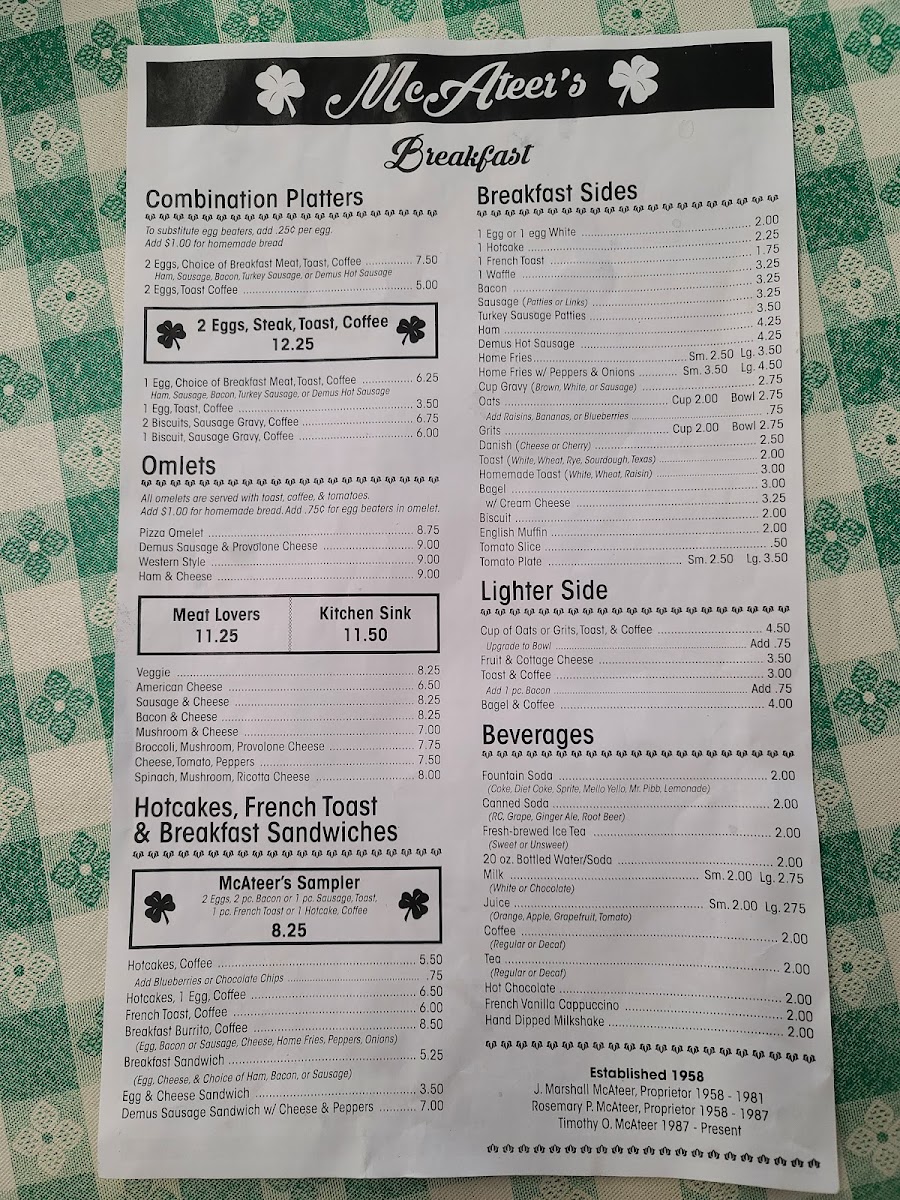 McAteer's
Breakfast
Combination Platters
To substitute egg beaters, add .25¢ per egg.
Add $1.00 for homemade bread
2 Eggs, Choice of Breakfast Meat, Toast, Coffee 7.50
Ham, Sausage, Bacon, Turkey Sausage, or Demus Hot Sausage
2 Eggs, Toast Coffee 5.00
2 Eggs, Steak, Toast, Coffee
12.25
1 Egg, Choice of Breakfast Meat, Toast, Coffee 6.25
Ham, Sausage, Bacon, Turkey Sausage, or Demus Hot Sausage
1 Egg, Toast, Coffee 3.50
2 Biscuits, Sausage Gravy, Coffee 6.75
1 Biscuit, Sausage Gravy, Coffee 6.00
Omlets
All omelets are served with toast, coffee, & tomatoes.
Add $1.00 for homemade bread. Add .75¢ for egg beaters in omelet.
Pizza Omelet 8.75
Demus Sausage & Provolone Cheese 9.00
Western Style 9.00
Ham & Cheese 9.00
Meat Lovers
11.25
Kitchen Sink
11.50
Veggie 8.25
American Cheese 6.50
Sausage & Cheese 8.25
Bacon & Cheese 8.25
Mushroom & Cheese 7.00
Broccoli, Mushroom, Provolone Cheese 7.75
Cheese, Tomato, Peppers 7.50
Spinach, Mushroom, Ricotta Cheese 8.00
Hotcakes, French Toast
& Breakfast Sandwiches
McAteer's Sampler
2 Eggs, 2 pc. Bacon or 1 pc. Sausage, Toast,
1 pc. French Toast or 1 Hotcake, Coffee
8.25
Hotcakes, Coffee 5.50
Add Blueberries or Chocolate Chips .75
Hotcakes, 1 Egg, Coffee 6.50
French Toast, Coffee 6.00
Breakfast Burrito, Coffee 8.50
(Egg, Bacon or Sausage, Cheese, Home Fries, Peppers, Onions)
Breakfast Sandwich 5.25
(Egg, Cheese, & Choice of Ham, Bacon, or Sausage)
Egg & Cheese Sandwich 3.50
Demus Sausage Sandwich w/ Cheese & Peppers 7.00
Breakfast Sides
1 Egg or 1 egg White 2.00
1 Hotcake 2.25
1 French Toast 1.75
1 Waffle 3.25
Bacon 3.25
Sausage (Patties or Links) 3.25
Turkey Sausage Patties 3.50
Ham 4.25
Demus Hot Sausage 4.25
Home Fries Sm. 2.50 Lg. 3.50
Home Fries w/ Peppers & Onions Sm. 3.50 Lg. 4.50
Cup Gravy (Brown, White, or Sausage) 2.75
Oats Cup 2.00 Bowl 2.75
Add Raisins, Bananas, or Blueberries .75
Grits Cup 2.00 Bowl 2.75
Danish (Cheese or Cherry) 2.50
Toast (White, Wheat, Rye, Sourdough, Texas) 2.00
Homemade Toast (White, Wheat, Raisin) 3.00
Bagel 3.00
w/ Cream Cheese 3.25
Biscuit 2.00
English Muffin 2.00
Tomato Slice .50
Tomato Plate Sm. 2.50 Lg. 3.50
Lighter Side
Cup of Oats or Grits, Toast, & Coffee 4.50
Upgrade to Bowl Add .75
Fruit & Cottage Cheese 3.50
Toast & Coffee 3.00
Add 1 pc. Bacon Add .75
Bagel & Coffee 4.00
Beverages
Fountain Soda 2.00
(Coke, Diet Coke, Sprite, Mello Yello, Mr. Pibb, Lemonade)
Canned Soda 2.00
(RC, Grape, Ginger Ale, Root Beer)
Fresh-brewed Ice Tea 2.00
(Sweet or Unsweet)
20 oz. Bottled Water/Soda 2.00
Milk Sm. 2.00 Lg. 2.75
(White or Chocolate)
Juice Sm. 2.00 Lg. 275
(Orange, Apple, Grapefruit, Tomato)
Coffee 2.00
(Regular or Decaf)
Tea 2.00
(Regular or Decaf)
Hot Chocolate 2.00
French Vanilla Cappuccino 2.00
Hand Dipped Milkshake 2.00
Established 1958
J. Marshall McAteer, Proprietor 1958 - 1981
Rosemary P. McAteer, Proprietor 1958 - 1987
Timothy O. McAteer 1987 - Present